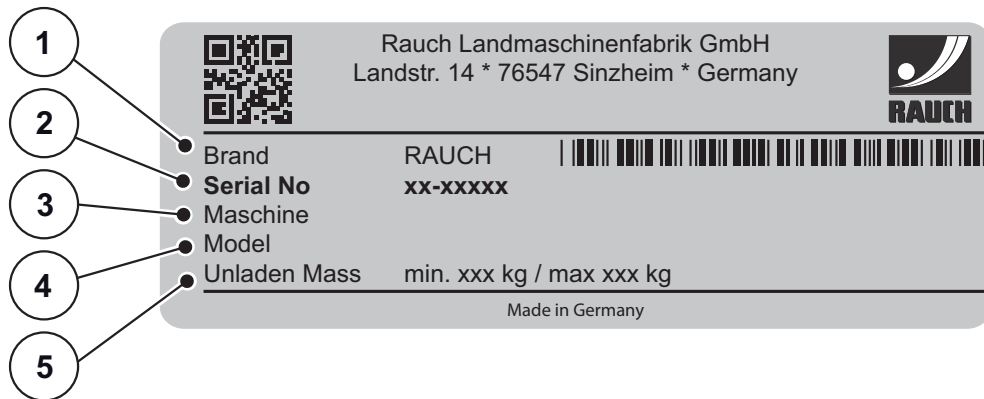 Rauch Landmaschinenfabrik GmbH
Landstr. 14 * 76547 Sinzheim * Germany
RAUCH
1
Brand RAUCH
2
Serial No xx-xxxxx
3
Maschine
4
Model
5
Unladen Mass min. xxx kg / max xxx kg
Made in Germany